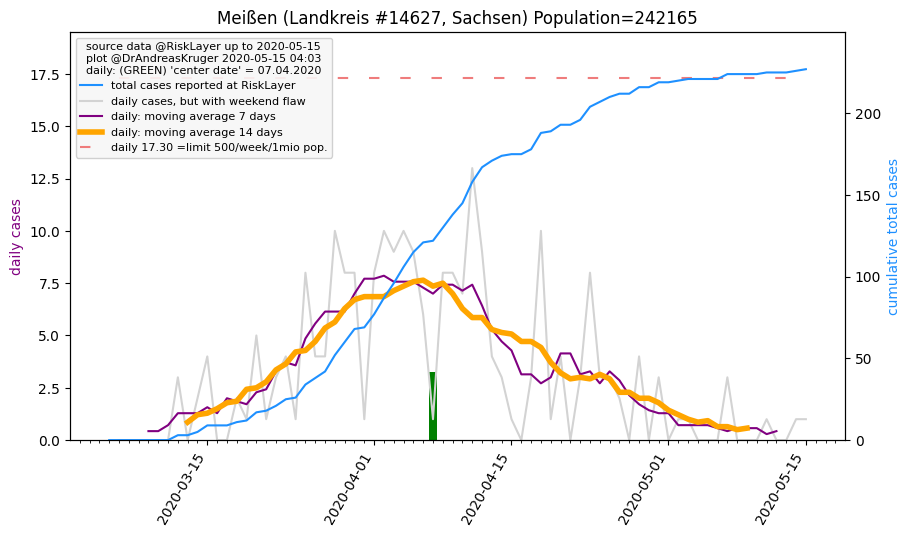 Meißen (Landkreis #14627, Sachsen) Population=242165
source data @RiskLayer up to 2020-05-15
plot @DrAndreasKruger 2020-05-15 04:03
daily: (GREEN) 'center date' = 07.04.2020
total cases reported at RiskLayer
daily cases, but with weekend flaw
daily: moving average 7 days
daily: moving average 14 days
daily 17.30 =limit 500/week/1mio pop.
daily cases
17.5
15.0
12.5
10.0
7.5
5.0
2.5
0.0
200
150
100
50
0
cumulative total cases
2020-03-15
2020-04-01
2020-04-15
2020-05-01
2020-05-15